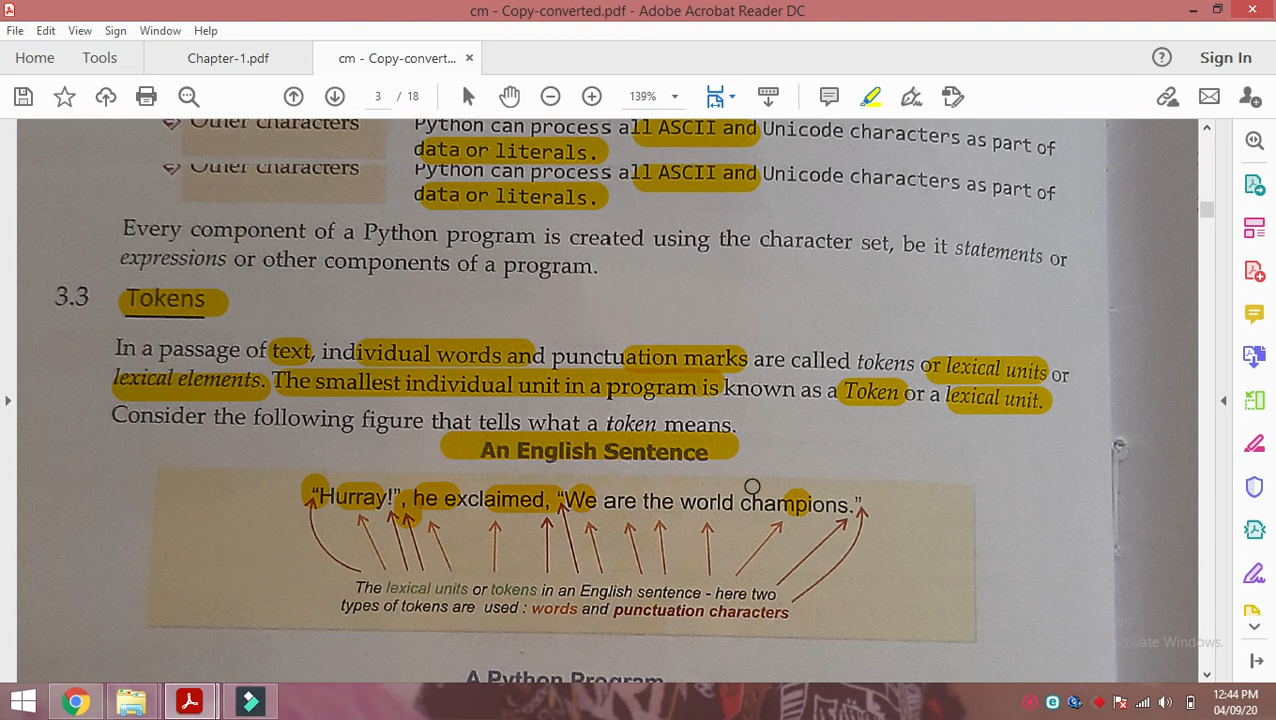 cm - Copy-converted.pdf - Adobe Acrobat Reader DC
File Edit View Sign Window Help
Home Tools Chapter-1.pdf cm - Copy-convert... Sign In
3 / 18 139%
Other characters Python can process all ASCII and Unicode characters as part of
data or literals.
Other characters Python can process all ASCII and Unicode characters as part of
data or literals.
Every component of a Python program is created using the character set, be it statements or
expressions or other components of a program.
3.3 Tokens
In a passage of text, individual words and punctuation marks are called tokens or lexical units or
lexical elements. The smallest individual unit in a program is known as a Token or a lexical unit.
Consider the following figure that tells what a token means.
An English Sentence
“Hurray!”, he exclaimed, “We are the world champions.”
The lexical units or tokens in an English sentence - here two
types of tokens are used : words and punctuation characters
A Python Program
12:44 PM
04/09/20